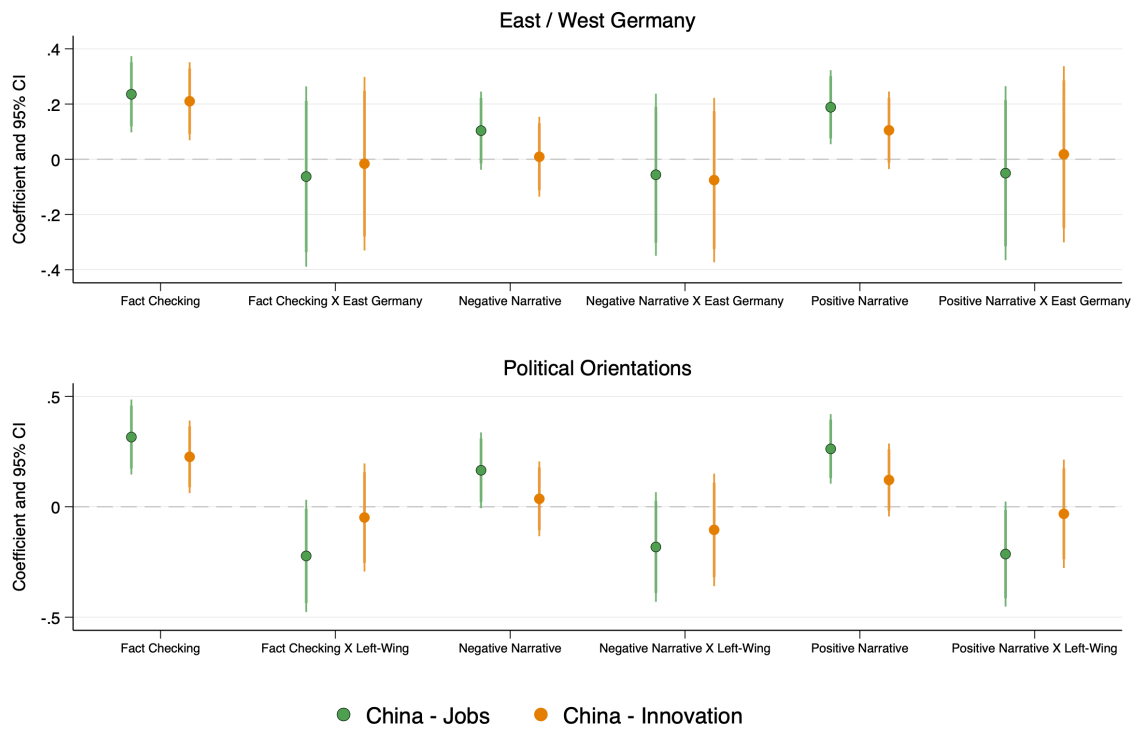 East / West Germany
Coefficient and 95% CI
.4
.2
0
-.2
-.4
Fact Checking
Fact Checking X East Germany
Negative Narrative
Negative Narrative X East Germany
Positive Narrative
Positive Narrative X East Germany
Political Orientations
Coefficient and 95% CI
.5
0
-.5
Fact Checking
Fact Checking X Left-Wing
Negative Narrative
Negative Narrative X Left-Wing
Positive Narrative
Positive Narrative X Left-Wing
China - Jobs
China - Innovation